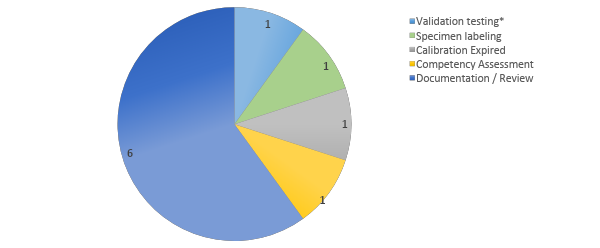 1
1
1
1
6
Validation testing*
Specimen labeling
Calibration Expired
Competency Assessment
Documentation / Review